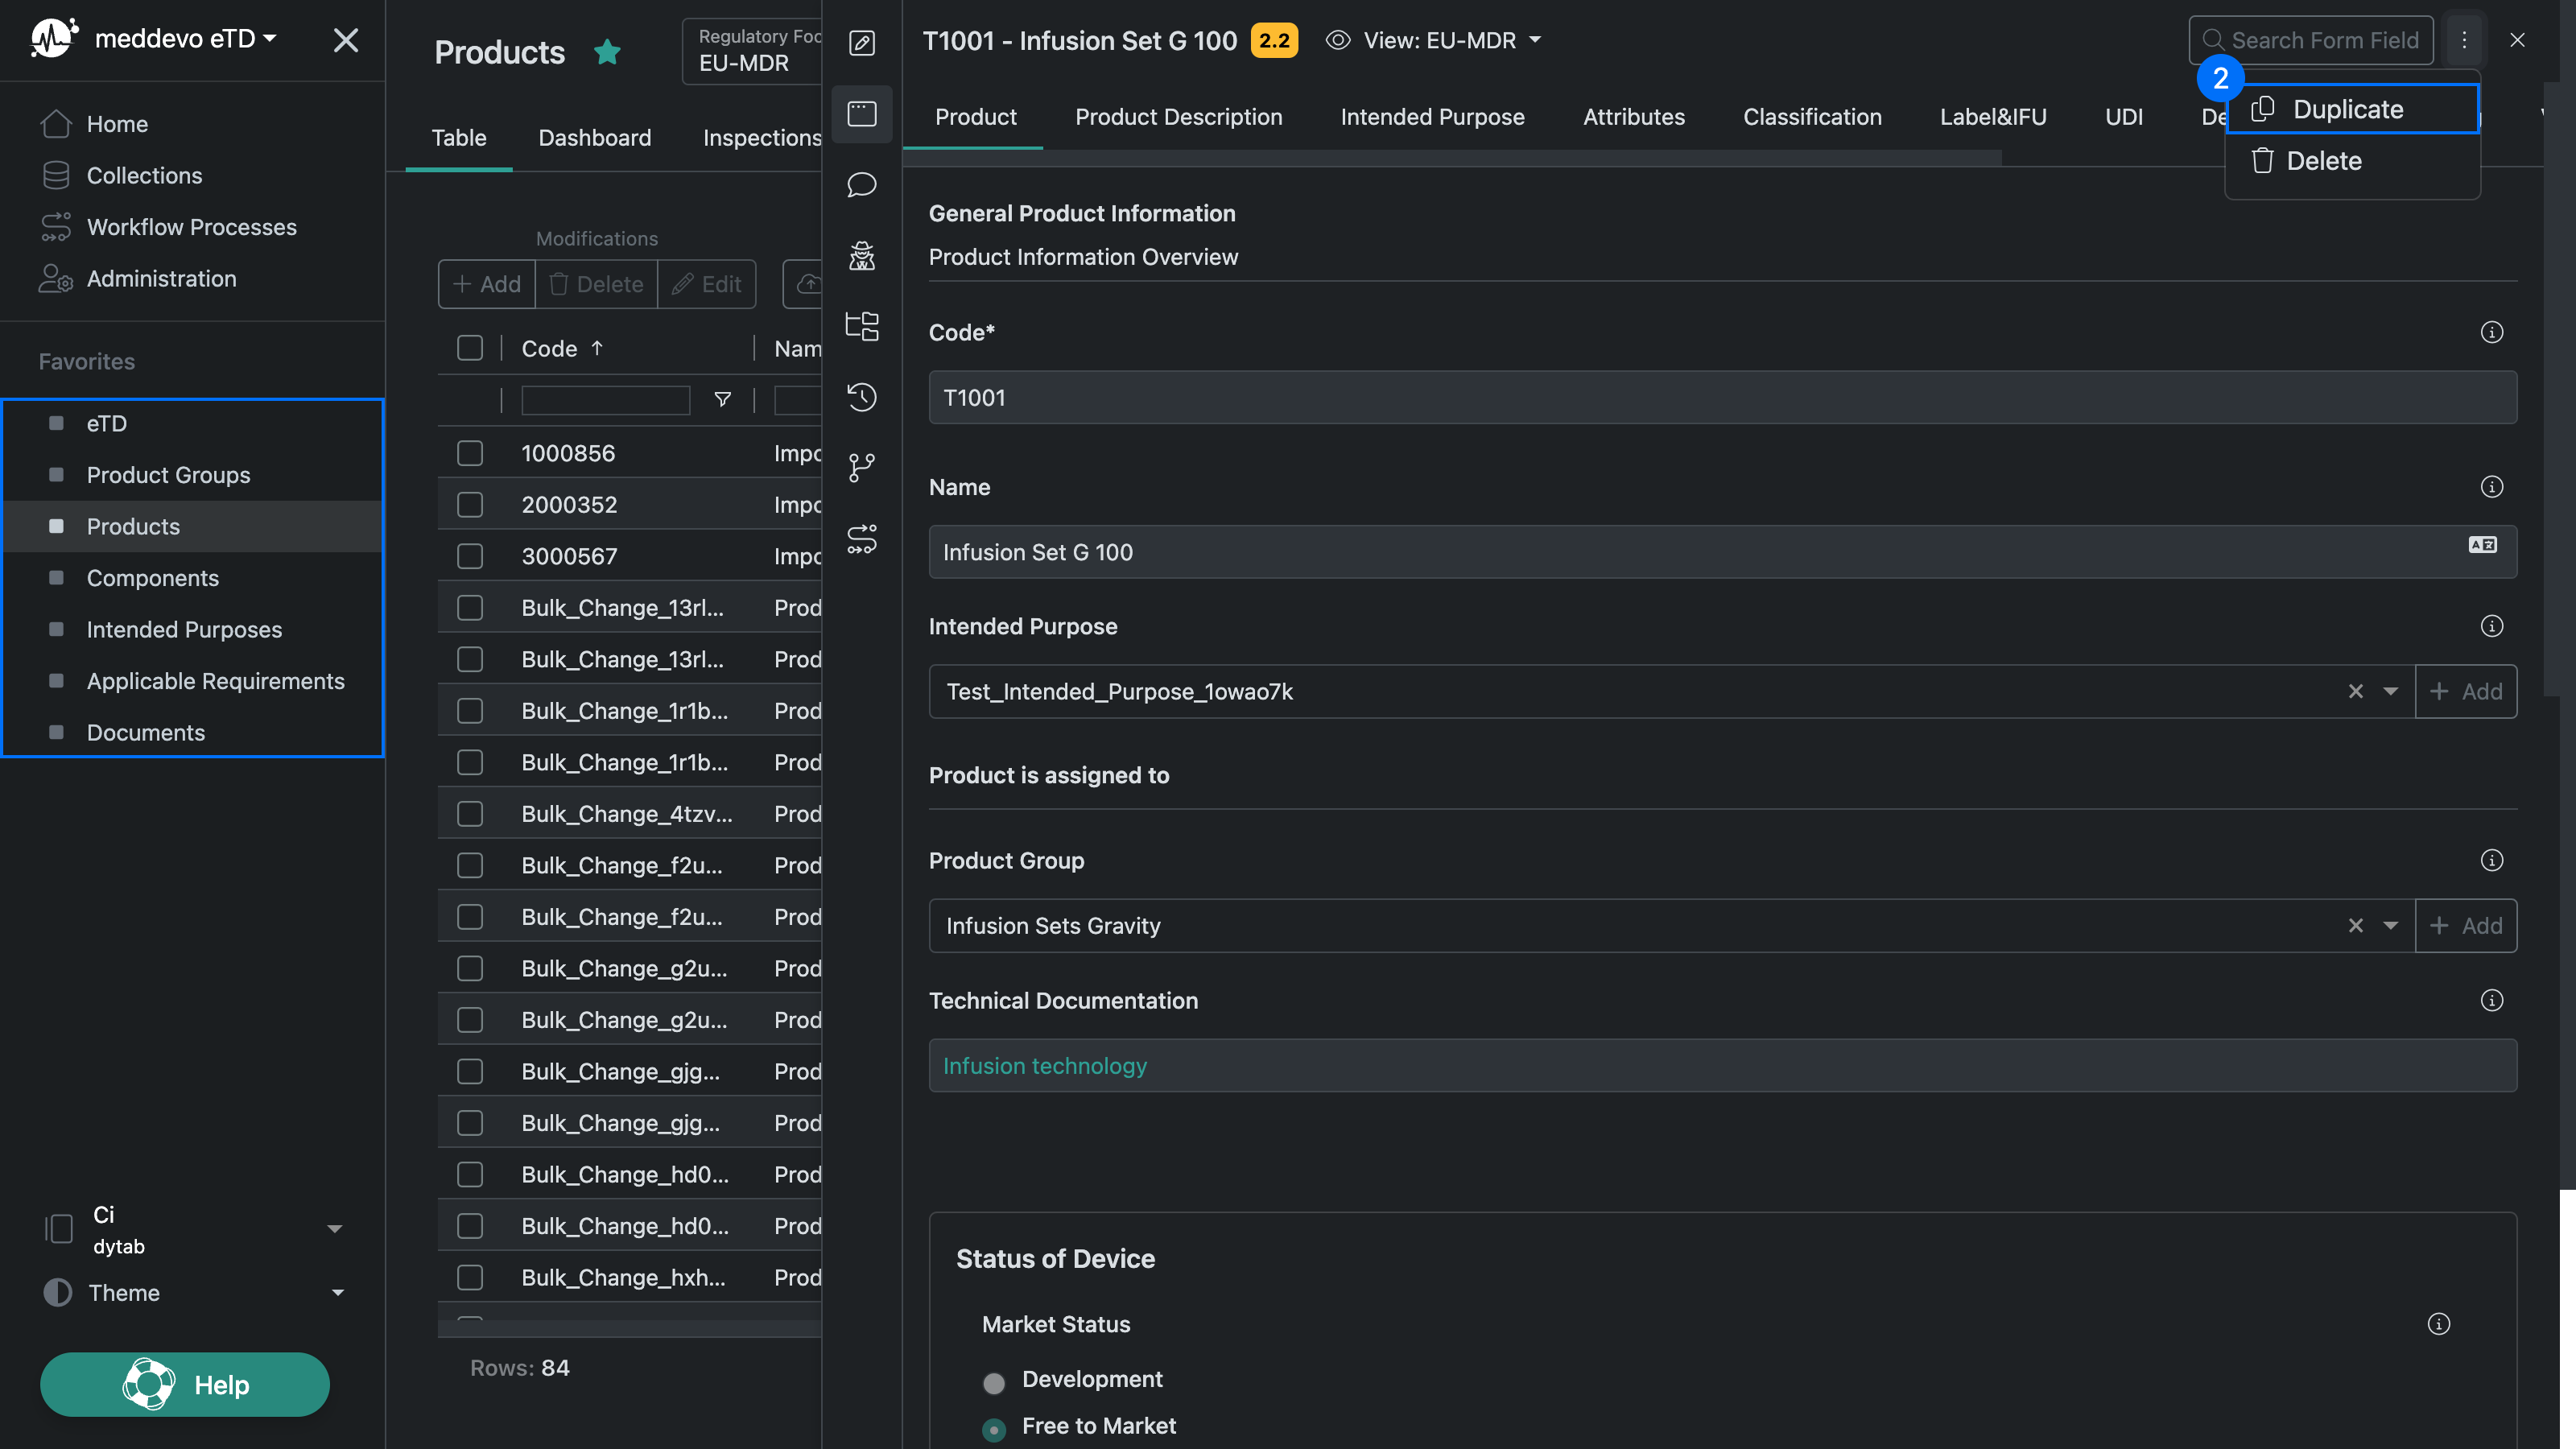 meddevo eTD
Home
Collections
Workflow Processes
Administration
Favorites
eTD
Product Groups
Products
Components
Intended Purposes
Applicable Requirements
Documents
Ci
dytab
Theme
Help
Products
Regulatory Foc
EU-MDR
Table
Dashboard
Inspections
Modifications
Add
Delete
Edit
Code
Nam
1000856
Impo
2000352
Impo
3000567
Impo
Bulk_Change_13rl...
Prod
Bulk_Change_13rl...
Prod
Bulk_Change_1r1b...
Prod
Bulk_Change_1r1b...
Prod
Bulk_Change_4tzv...
Prod
Bulk_Change_f2u...
Prod
Bulk_Change_f2u...
Prod
Bulk_Change_g2u...
Prod
Bulk_Change_g2u...
Prod
Bulk_Change_gjg...
Prod
Bulk_Change_gjg...
Prod
Bulk_Change_hd0...
Prod
Bulk_Change_hd0...
Prod
Bulk_Change_hxh...
Prod
Rows: 84
T1001 - Infusion Set G 100
2.2
View: EU-MDR
Search Form Field
2
Duplicate
Delete
Product
Product Description
Intended Purpose
Attributes
Classification
Label&IFU
UDI
De
General Product Information
Product Information Overview
Code*
T1001
Name
Infusion Set G 100
Intended Purpose
Test_Intended_Purpose_1owao7k
Add
Product is assigned to
Product Group
Infusion Sets Gravity
Add
Technical Documentation
Infusion technology
Status of Device
Market Status
Development
Free to Market